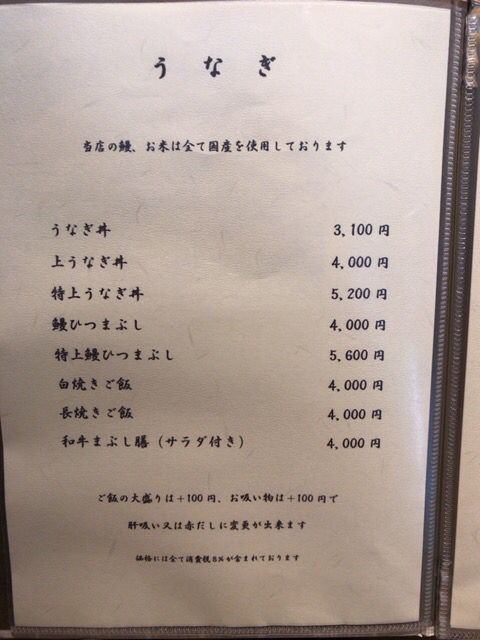 うなぎ
当店の鰻、お米は全て国産を使用しております
うなぎ丼 3,100円
上うなぎ丼 4,000円
特上うなぎ丼 5,200円
鰻ひつまぶし 4,000円
特上鰻ひつまぶし 5,600円
白焼きご飯 4,000円
長焼きご飯 4,000円
和牛まぶし膳(サラダ付き) 4,000円
ご飯の大盛りは+100円、お吸い物は+100円で
肝吸い又は赤だしに変更が出来ます
価格には全て消費税8%が含まれております